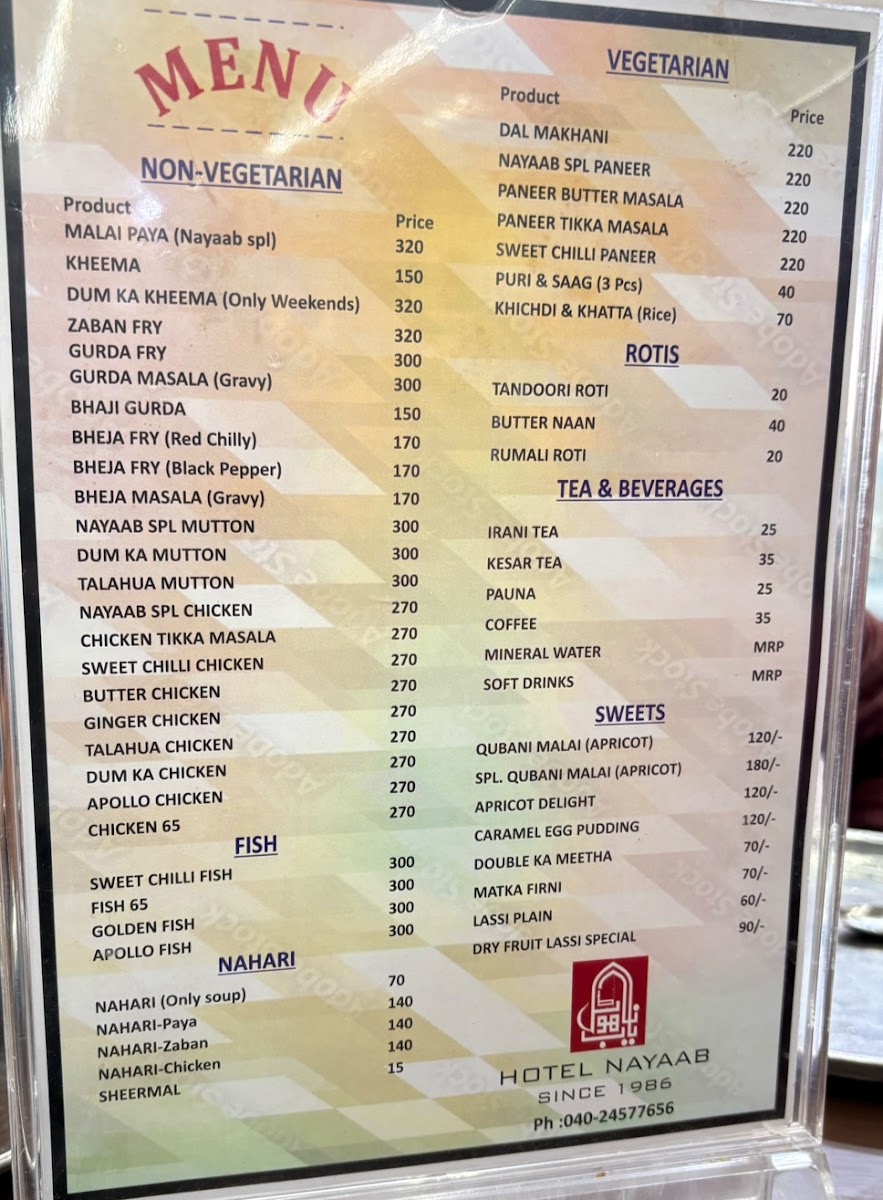 MENU
NON-VEGETARIAN
Product Price
MALAI PAYA (Nayaab spl) 320
KHEEMA 150
DUM KA KHEEMA (Only Weekends) 320
ZABAN FRY 320
GURDA FRY 300
GURDA MASALA (Gravy) 300
BHAJI GURDA 150
BHEJA FRY (Red Chilly) 170
BHEJA FRY (Black Pepper) 170
BHEJA MASALA (Gravy) 170
NAYAAB SPL MUTTON 300
DUM KA MUTTON 300
TALAHUA MUTTON 300
NAYAAB SPL CHICKEN 270
CHICKEN TIKKA MASALA 270
SWEET CHILLI CHICKEN 270
BUTTER CHICKEN 270
GINGER CHICKEN 270
TALAHUA CHICKEN 270
DUM KA CHICKEN 270
APOLLO CHICKEN 270
CHICKEN 65 270
FISH
SWEET CHILLI FISH 300
FISH 65 300
GOLDEN FISH 300
APOLLO FISH 300
NAHARI
NAHARI (Only soup) 70
NAHARI-Paya 140
NAHARI-Zaban 140
NAHARI-Chicken 140
SHEERMAL 15
VEGETARIAN
Product Price
DAL MAKHANI 220
NAYAAB SPL PANEER 220
PANEER BUTTER MASALA 220
PANEER TIKKA MASALA 220
SWEET CHILLI PANEER 220
PURI & SAAG (3 Pcs) 40
KHICHDI & KHATTA (Rice) 70
ROTIS
TANDOORI ROTI 20
BUTTER NAAN 40
RUMALI ROTI 20
TEA & BEVERAGES
IRANI TEA 25
KESAR TEA 35
PAUNA 25
COFFEE 35
MINERAL WATER MRP
SOFT DRINKS MRP
SWEETS
QUBANI MALAI (APRICOT) 120/-
SPL. QUBANI MALAI (APRICOT) 180/-
APRICOT DELIGHT 120/-
CARAMEL EGG PUDDING 120/-
DOUBLE KA MEETHA 70/-
MATKA FIRNI 70/-
LASSI PLAIN 60/-
DRY FRUIT LASSI SPECIAL 90/-
HOTEL NAYAAB
SINCE 1986
Ph :040-24577656